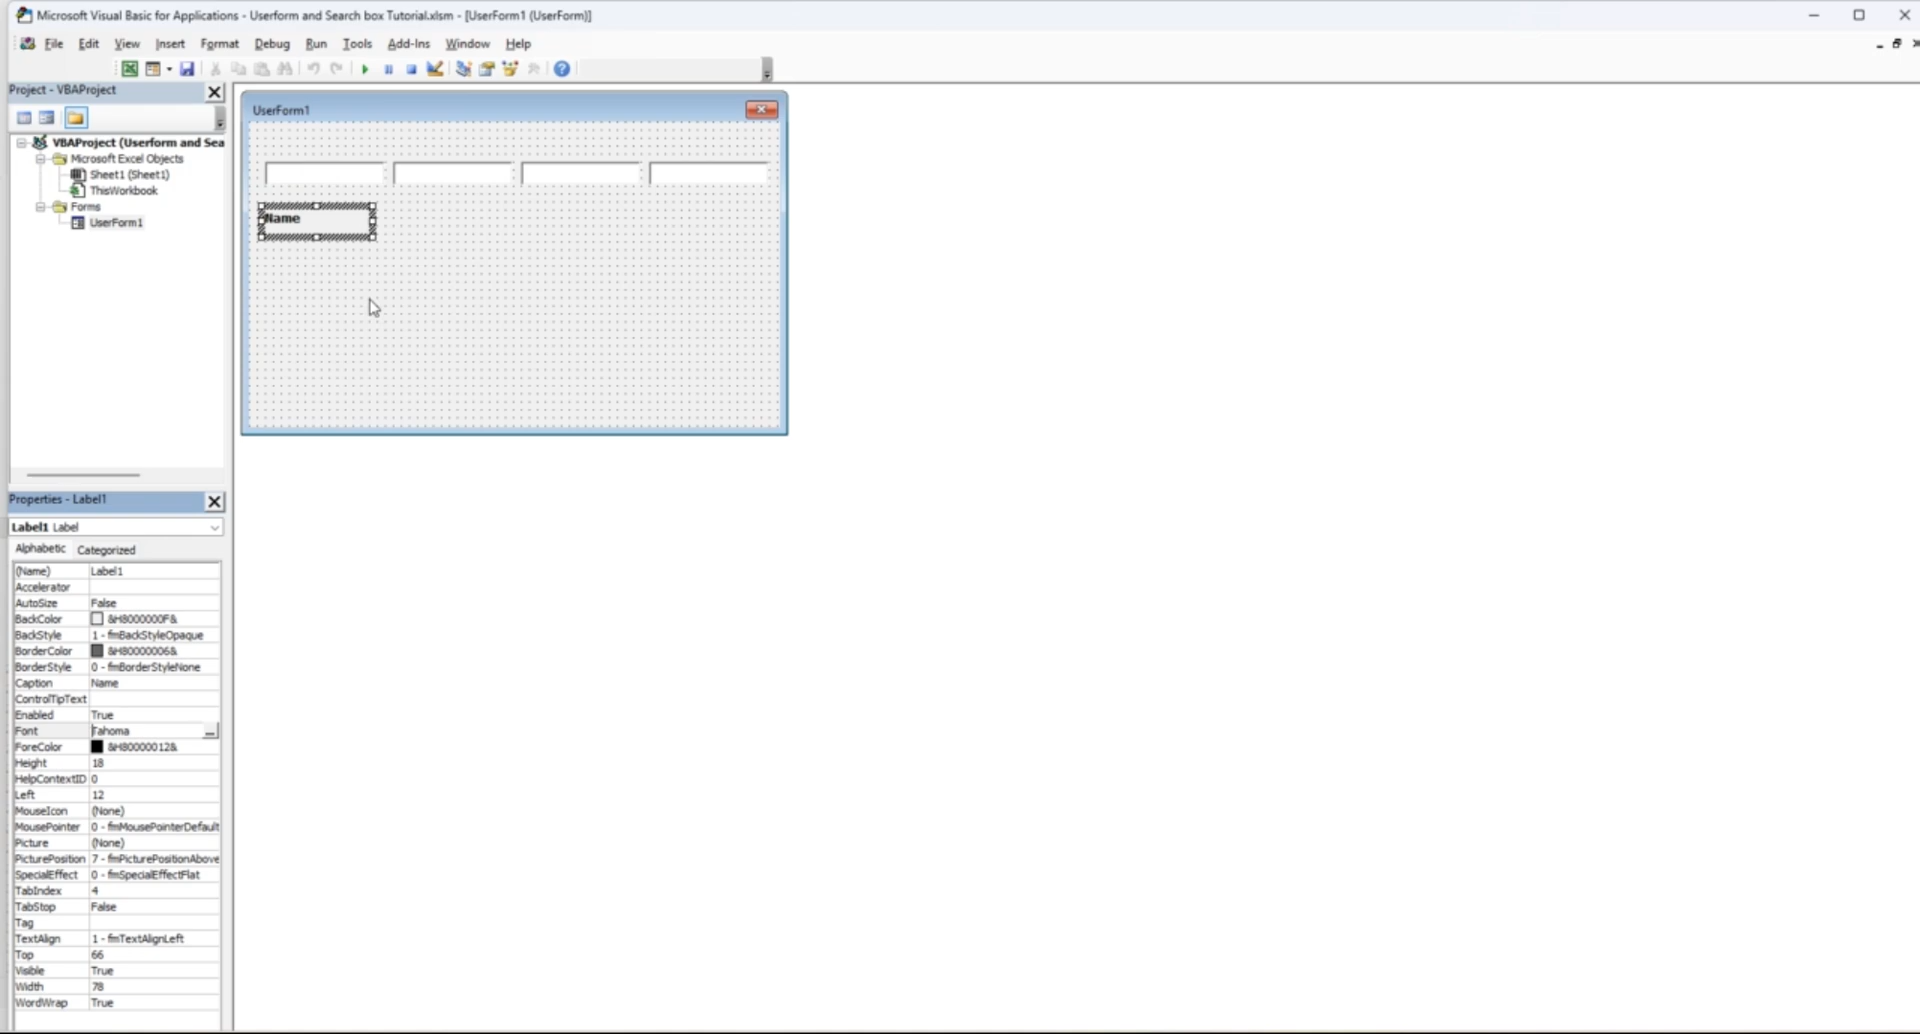 Microsoft Visual Basic for Applications - Userform and Search box Tutorial.xlsm - [UserForm1 (UserForm)]
File Edit View Insert Format Debug Run Tools Add-Ins Window Help
Project - VBAProject
VBAProject (Userform and Sea
Microsoft Excel Objects
Sheet1 (Sheet1)
ThisWorkbook
Forms
UserForm1
UserForm1
Name
Properties - Label1
Label1 Label
Alphabetic Categorized
(Name) Label1
Accelerator
AutoSize False
BackColor &H8000000F&
BackStyle 1 - fmBackStyleOpaque
BorderColor &H80000006&
BorderStyle 0 - fmBorderStyleNone
Caption Name
ControlTipText
Enabled True
Font Tahoma ...
ForeColor &H80000012&
Height 18
HelpContextID 0
Left 12
MouseIcon (None)
MousePointer 0 - fmMousePointerDefault
Picture (None)
PicturePosition 7 - fmPicturePositionAbove
SpecialEffect 0 - fmSpecialEffectFlat
TabIndex 4
TabStop False
Tag
TextAlign 1 - fmTextAlignLeft
Top 66
Visible True
Width 78
WordWrap True